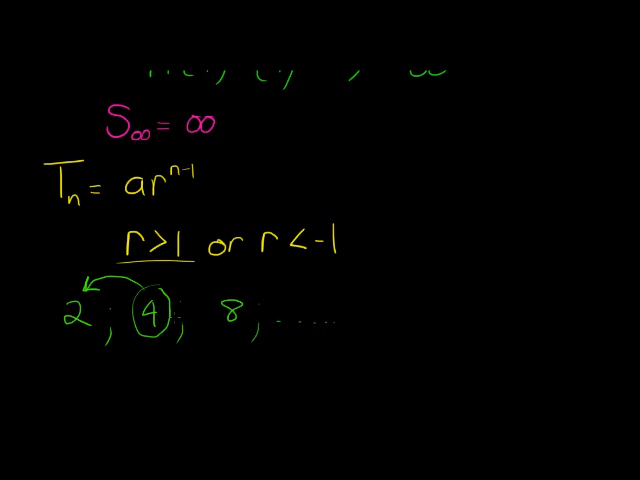 S∞ = ∞
Tn = ar^n-1
r > 1 or r < -1
2 ; 4 ; 8 ; ......